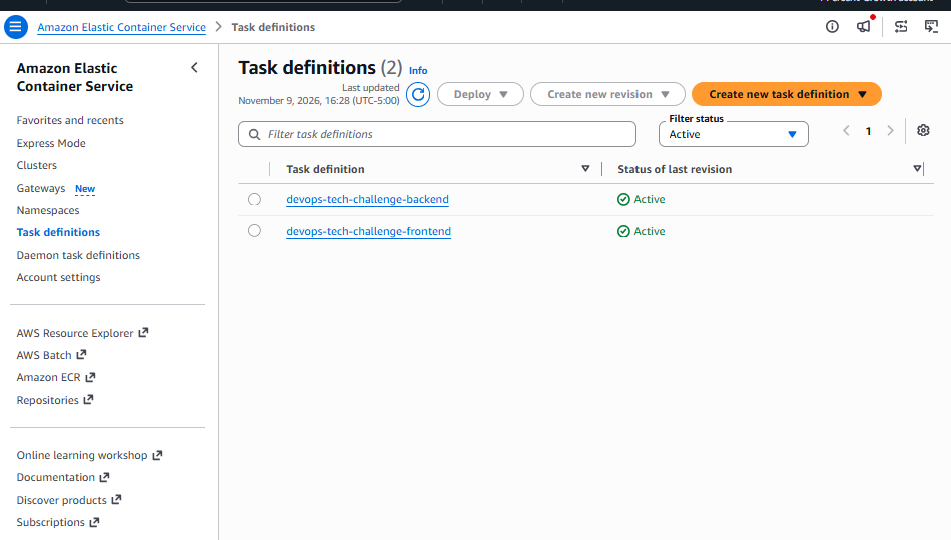 Amazon Elastic Container Service
Task definitions
Amazon Elastic
Container Service
Favorites and recents
Express Mode
Clusters
Gateways New
Namespaces
Task definitions
Daemon task definitions
Account settings
AWS Resource Explorer
AWS Batch
Amazon ECR
Repositories
Online learning workshop
Documentation
Discover products
Subscriptions
Task definitions (2) Info
Last updated
November 9, 2026, 16:28 (UTC-5:00)
Deploy
Create new revision
Create new task definition
Filter task definitions
Filter status
Active
1
Task definition Status of last revision
devops-tech-challenge-backend Active
devops-tech-challenge-frontend Active